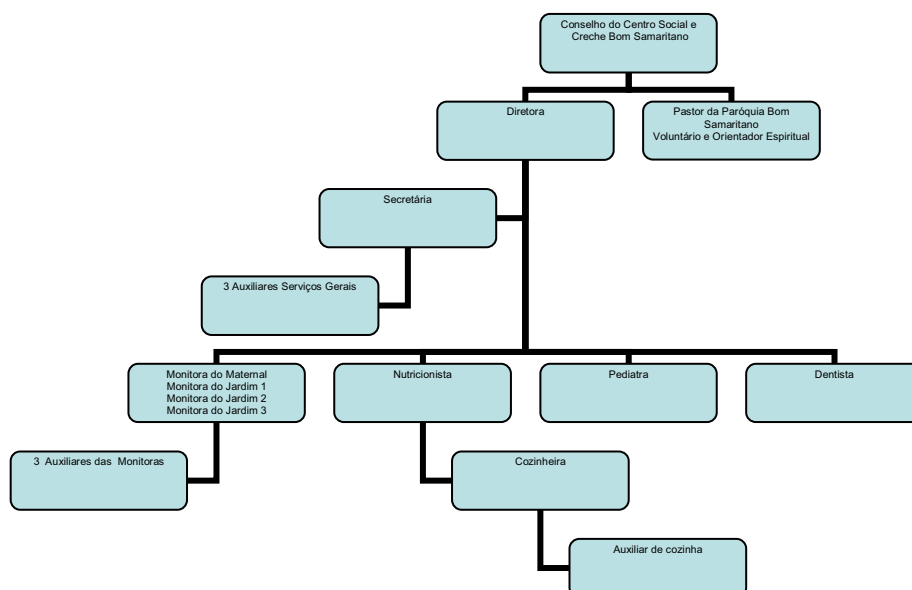 Conselho do Centro Social e
Creche Bom Samaritano
Diretora
Pastor da Paróquia Bom
Samaritano
Voluntário e Orientador Espiritual
Secretária
3 Auxiliares Serviços Gerais
Monitora do Maternal
Monitora do Jardim 1
Monitora do Jardim 2
Monitora do Jardim 3
Nutricionista
Pediatra
Dentista
3 Auxiliares das Monitoras
Cozinheira
Auxiliar de cozinha